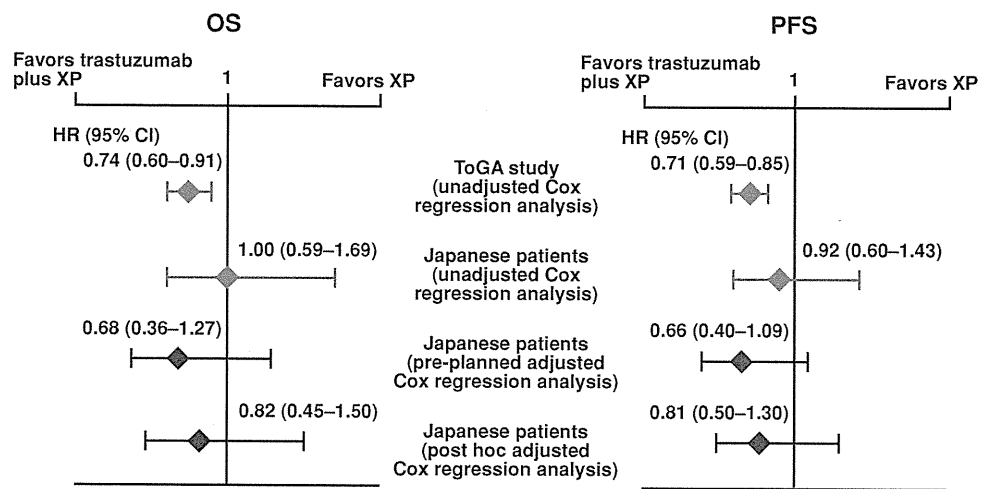 OS
Favors trastuzumab
plus XP
1
Favors XP
HR (95% CI)
0.74 (0.60–0.91)
1.00 (0.59–1.69)
0.68 (0.36–1.27)
0.82 (0.45–1.50)
ToGA study
(unadjusted Cox
regression analysis)
Japanese patients
(unadjusted Cox
regression analysis)
Japanese patients
(pre-planned adjusted
Cox regression analysis)
Japanese patients
(post hoc adjusted
Cox regression analysis)
PFS
Favors trastuzumab
plus XP
1
Favors XP
HR (95% CI)
0.71 (0.59–0.85)
0.92 (0.60–1.43)
0.66 (0.40–1.09)
0.81 (0.50–1.30)